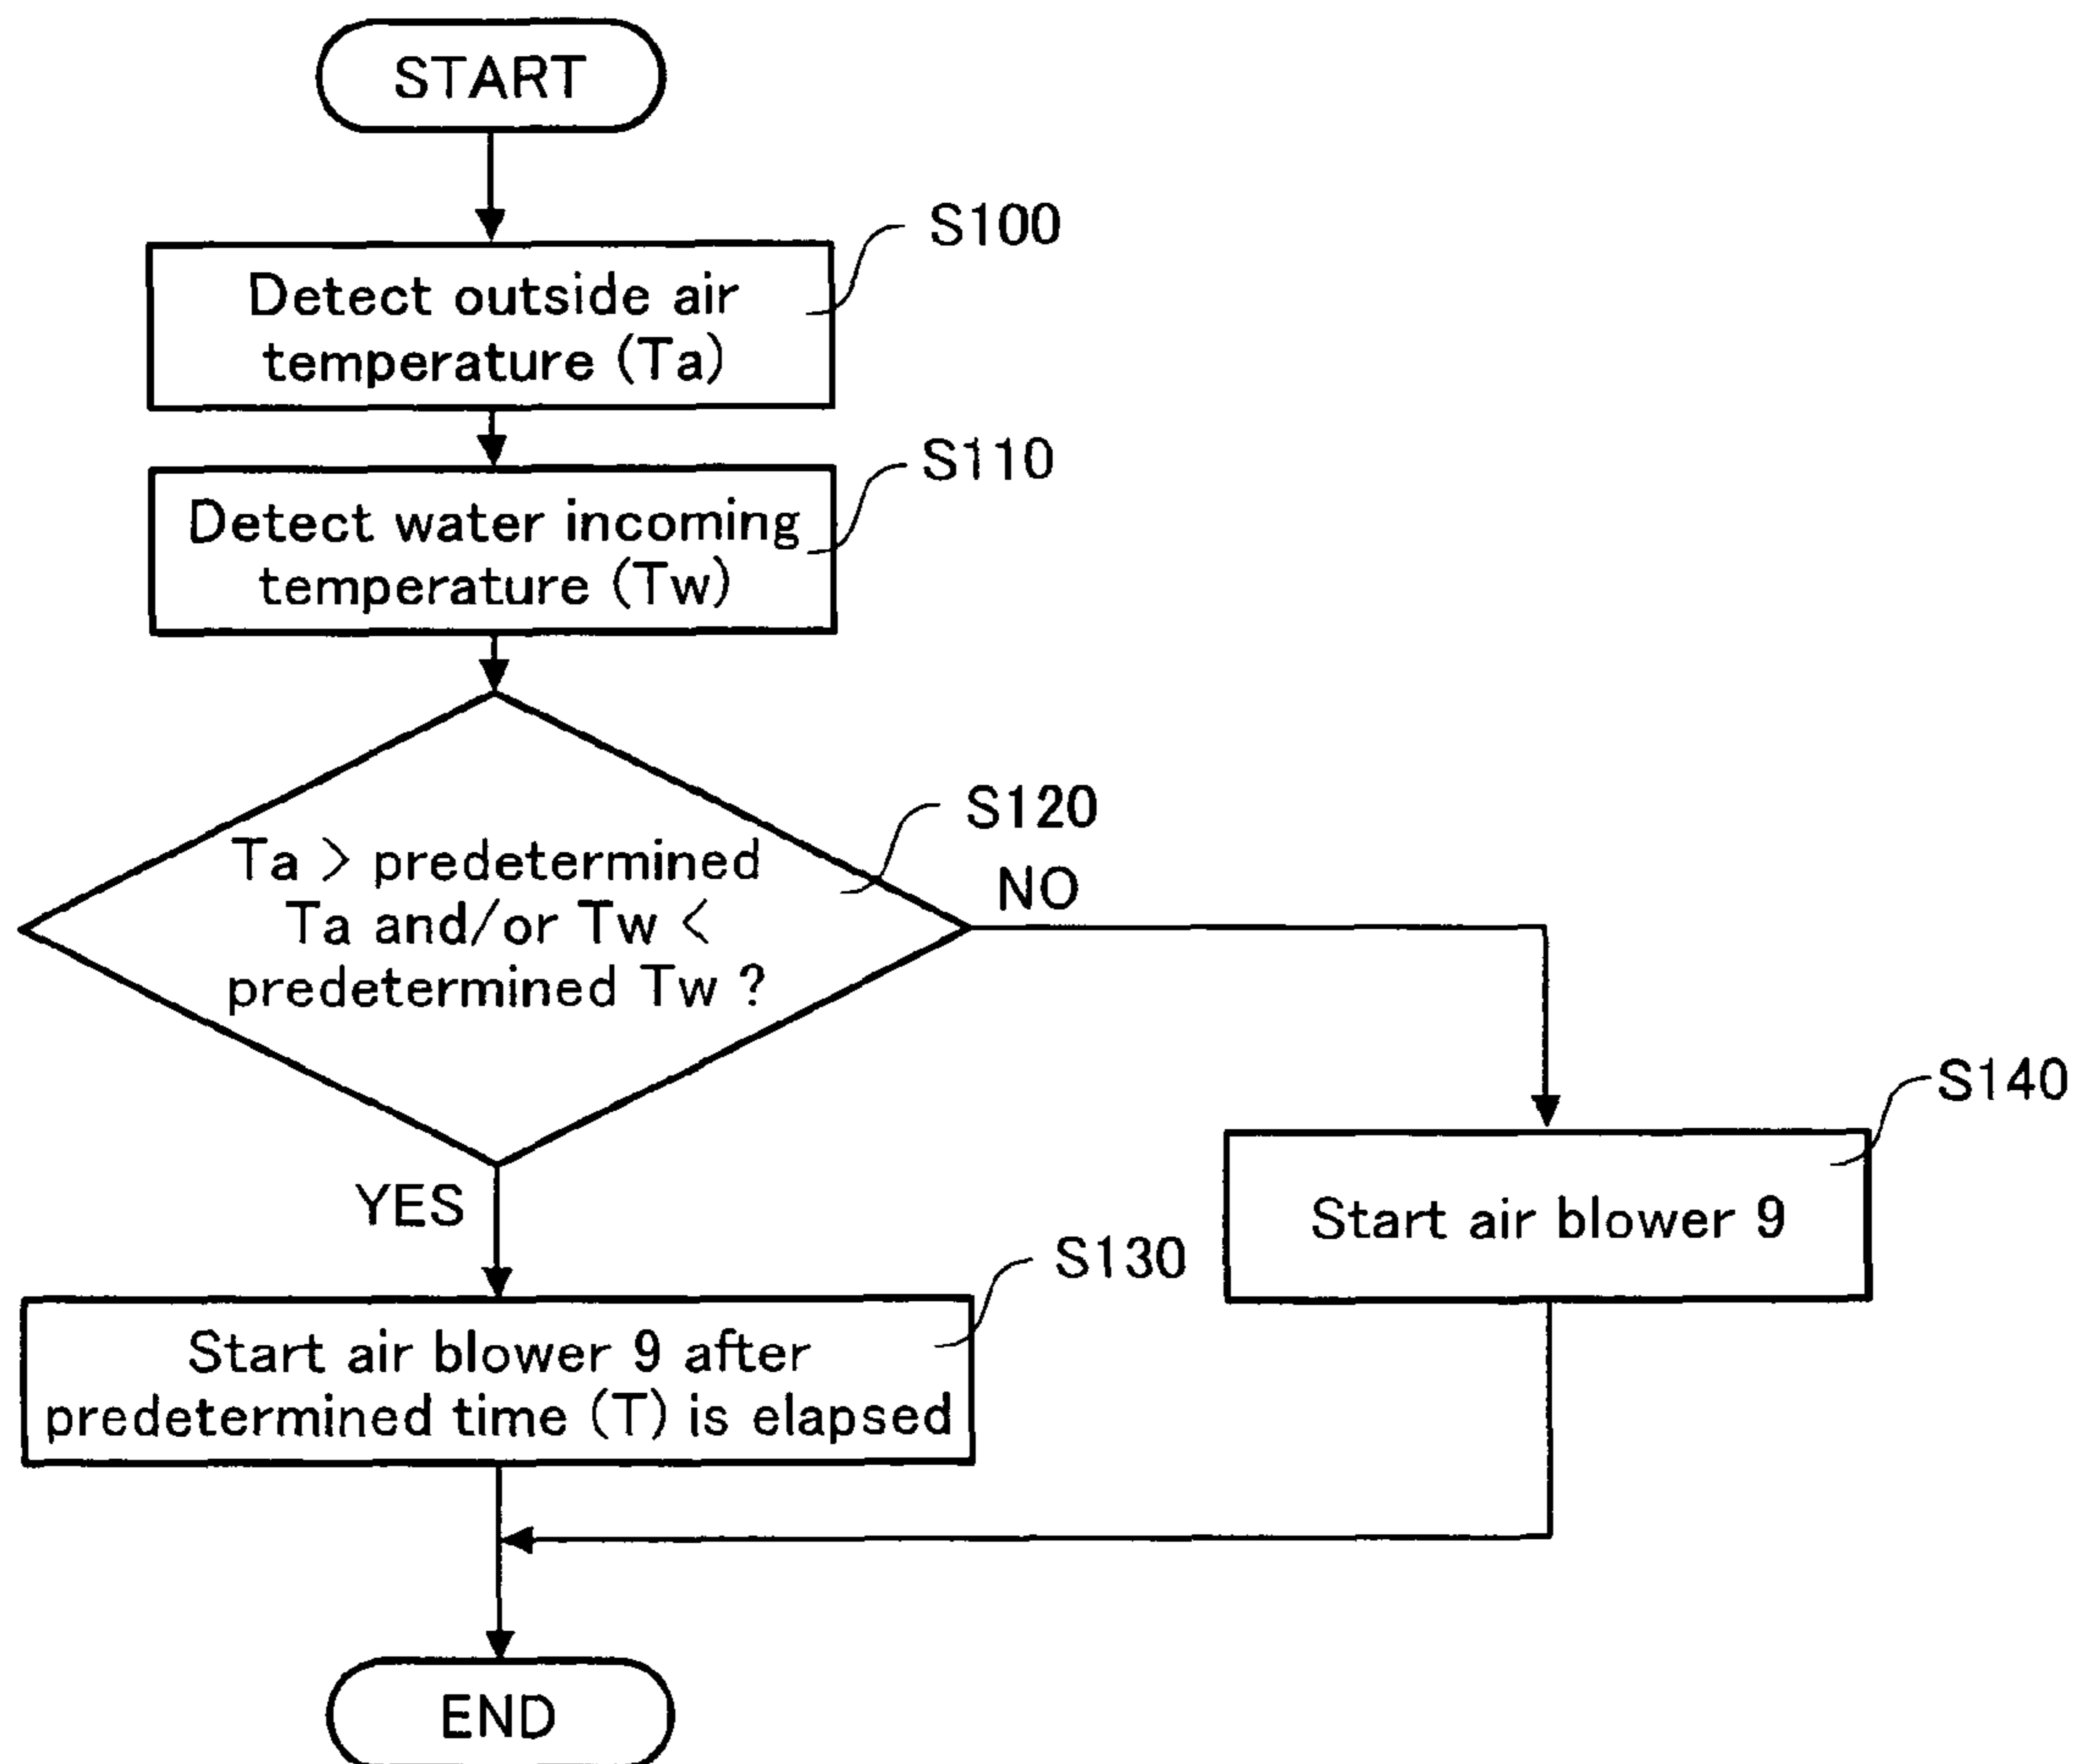 START
S100
Detect outside air
temperature (Ta)
S110
Detect water incoming
temperature (Tw)
S120
Ta > predetermined
Ta and/or Tw <
predetermined Tw ?
NO
YES
S140
Start air blower 9
S130
Start air blower 9 after
predetermined time (T) is elapsed
END